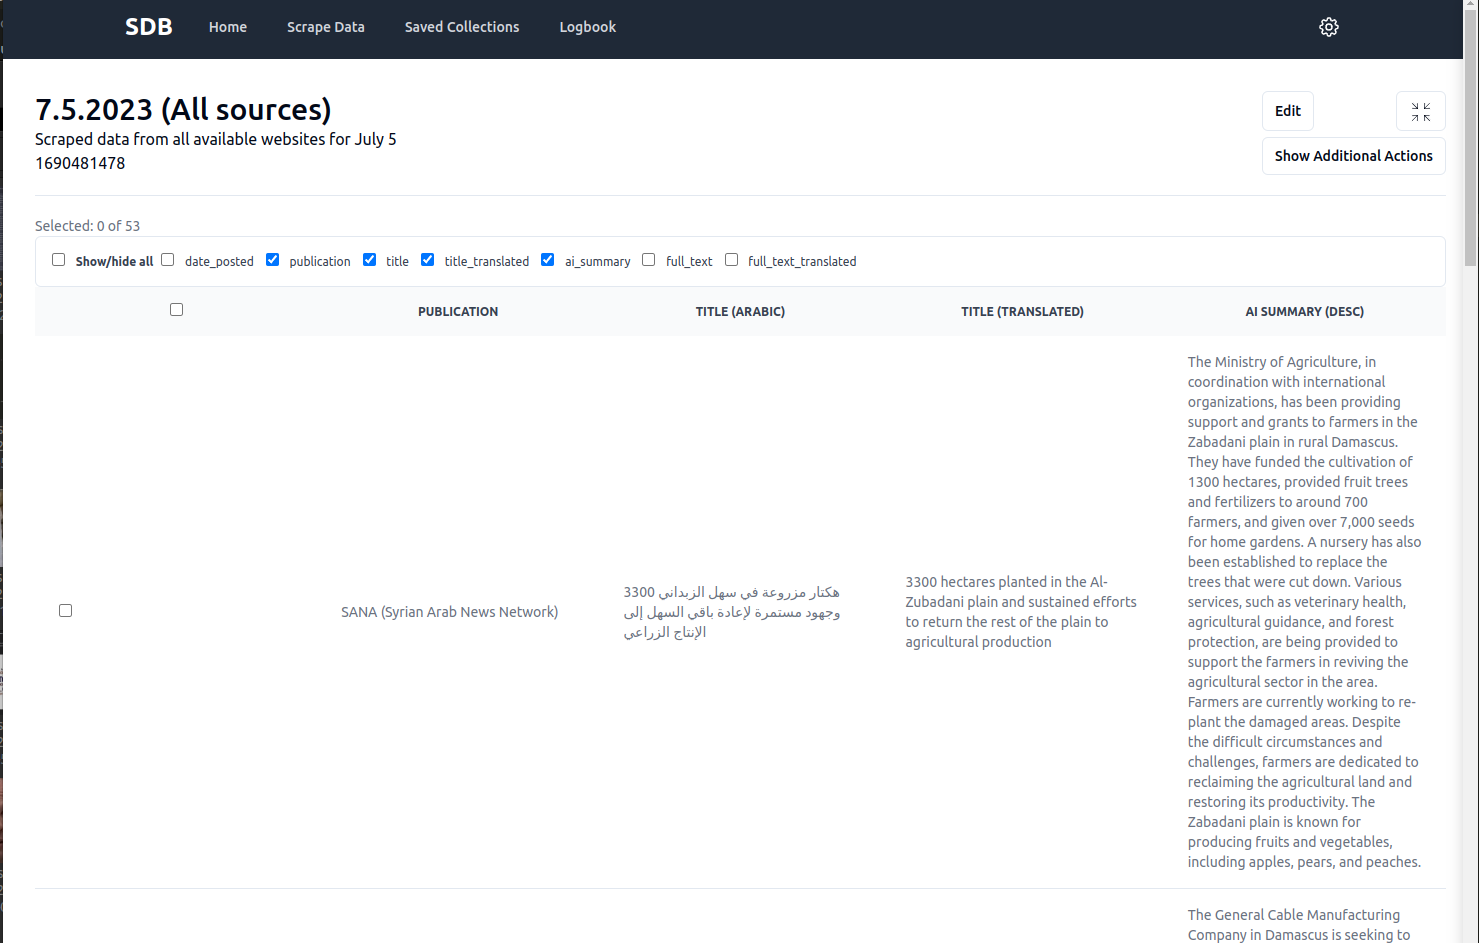 SDB Home Scrape Data Saved Collections Logbook
7.5.2023 (All sources)
Scraped data from all available websites for July 5
1690481478
Edit
Show Additional Actions
Selected: 0 of 53
Show/hide all date_posted publication title title_translated ai_summary full_text full_text_translated
PUBLICATION TITLE (ARABIC) TITLE (TRANSLATED) AI SUMMARY (DESC)
SANA (Syrian Arab News Network)
3300 هكتار مزروعة في سهل الزبداني
وجهود مستمرة لإعادة باقي السهل إلى
الإنتاج الزراعي
3300 hectares planted in the Al-
Zubadani plain and sustained efforts
to return the rest of the plain to
agricultural production
The Ministry of Agriculture, in
coordination with international
organizations, has been providing
support and grants to farmers in the
Zabadani plain in rural Damascus.
They have funded the cultivation of
1300 hectares, provided fruit trees
and fertilizers to around 700
farmers, and given over 7,000 seeds
for home gardens. A nursery has also
been established to replace the
trees that were cut down. Various
services, such as veterinary health,
agricultural guidance, and forest
protection, are being provided to
support the farmers in reviving the
agricultural sector in the area.
Farmers are currently working to re-
plant the damaged areas. Despite
the difficult circumstances and
challenges, farmers are dedicated to
reclaiming the agricultural land and
restoring its productivity. The
Zabadani plain is known for
producing fruits and vegetables,
including apples, pears, and peaches.
The General Cable Manufacturing
Company in Damascus is seeking to